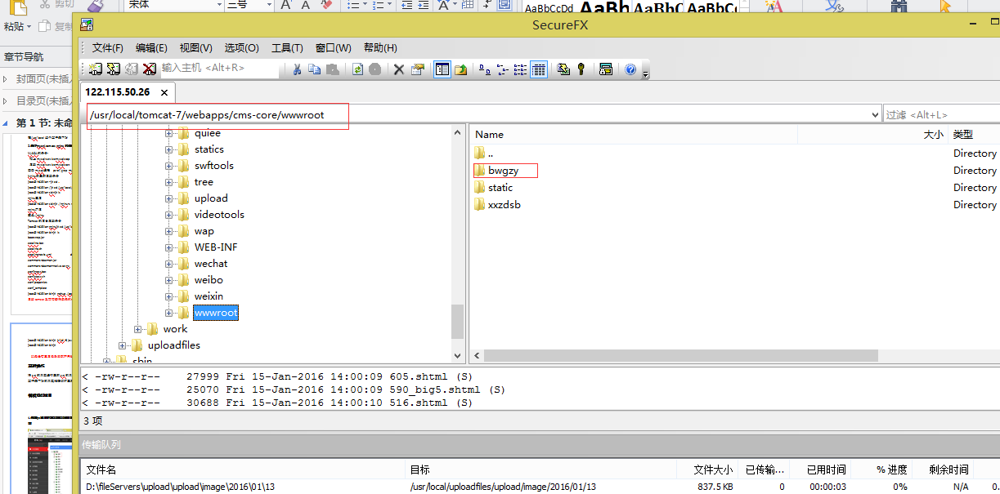 剪切
宋体
三号
粘贴
复制
AaBbCcDd
AaBb
AaBbC
AaBbC
章节导航
封面页(未插
目录页(未插
第 1 节: 未命
SecureFX
文件(F) 编辑(E) 视图(V) 选项(O) 工具(T) 窗口(W) 帮助(H)
输入主机 <Alt+R>
122.115.50.26
/usr/local/tomcat-7/webapps/cms-core/wwwroot
过滤 <Alt+L>
quiee
statics
swftools
tree
upload
videotools
wap
WEB-INF
wechat
weibo
weixin
wwwroot
work
uploadfiles
sbin
Name 大小 类型
.. Directory
bwgzy Directory
static Directory
xxzdsb Directory
< -rw-r--r-- 27999 Fri 15-Jan-2016 14:00:09 605.shtml (S)
< -rw-r--r-- 25070 Fri 15-Jan-2016 14:00:09 590_big5.shtml (S)
< -rw-r--r-- 30688 Fri 15-Jan-2016 14:00:10 516.shtml (S)
3 项
传输队列
文件名 目标 文件大小 已传输... 已用时间 % 进度 剩余时间
D:\fileServers\upload\upload\image\2016\01\13 /usr/local/uploadfiles/upload/image/2016/01/13 837.5 KB 0 00:00:03 0% N/A 0.